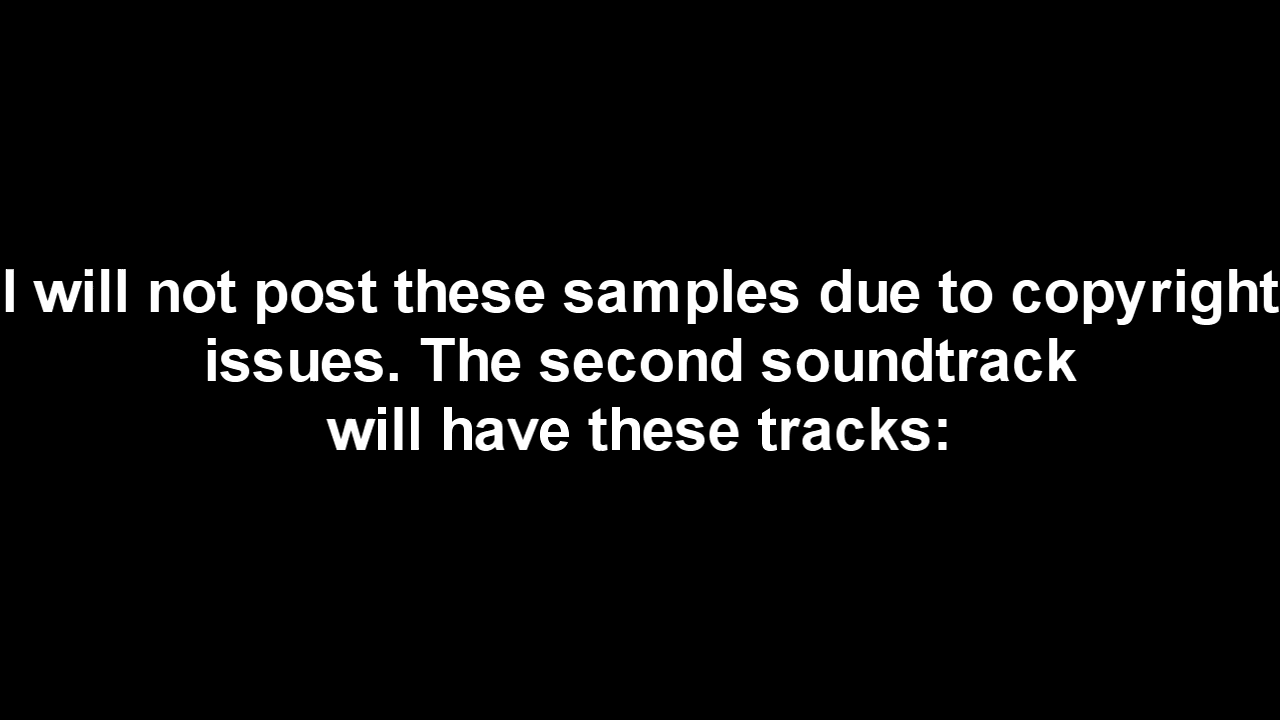 I will not post these samples due to copyright
issues. The second soundtrack
will have these tracks: